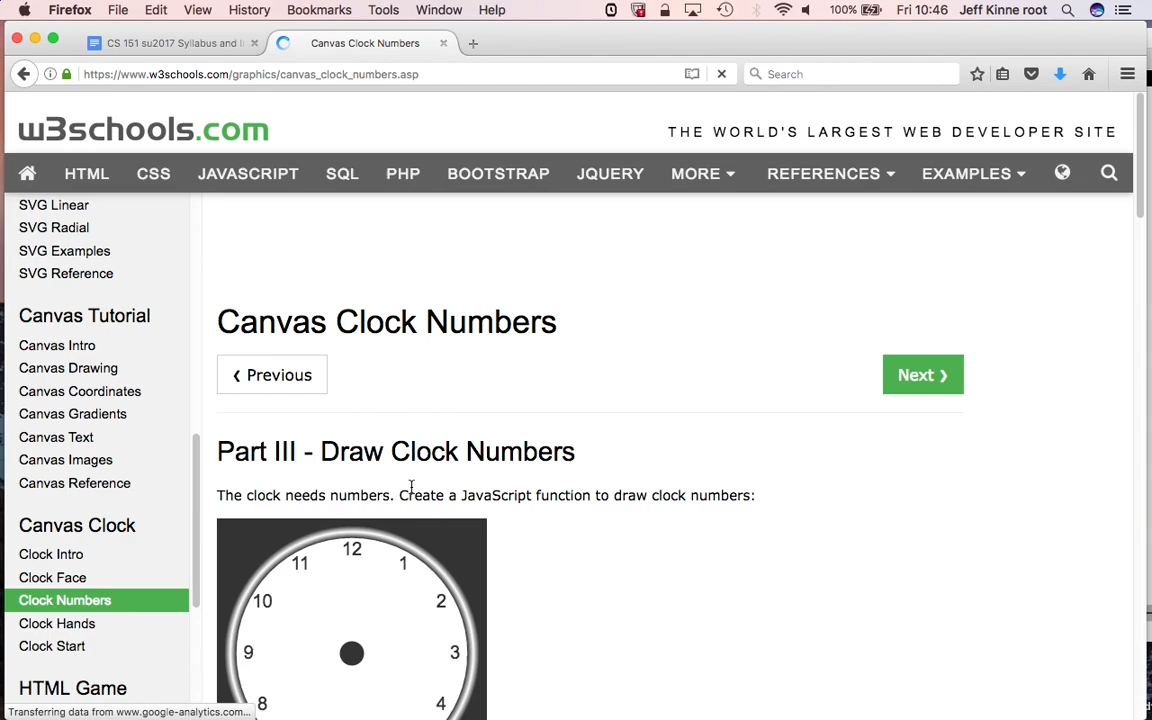 Firefox File Edit View History Bookmarks Tools Window Help 100% Fri 10:46 Jeff Kinne root
CS 151 su2017 Syllabus and I
Canvas Clock Numbers
https://www.w3schools.com/graphics/canvas_clock_numbers.asp
Search
w3schools.com
THE WORLD'S LARGEST WEB DEVELOPER SITE
HTML CSS JAVASCRIPT SQL PHP BOOTSTRAP JQUERY MORE REFERENCES EXAMPLES
SVG Linear
SVG Radial
SVG Examples
SVG Reference
Canvas Tutorial
Canvas Intro
Canvas Drawing
Canvas Coordinates
Canvas Gradients
Canvas Text
Canvas Images
Canvas Reference
Canvas Clock
Clock Intro
Clock Face
Clock Numbers
Clock Hands
Clock Start
HTML Game
Transferring data from www.google-analytics.com...
Canvas Clock Numbers
❮ Previous
Next ❯
Part III - Draw Clock Numbers
The clock needs numbers. Create a JavaScript function to draw clock numbers:
12
11 1
10 2
9 3
8 4